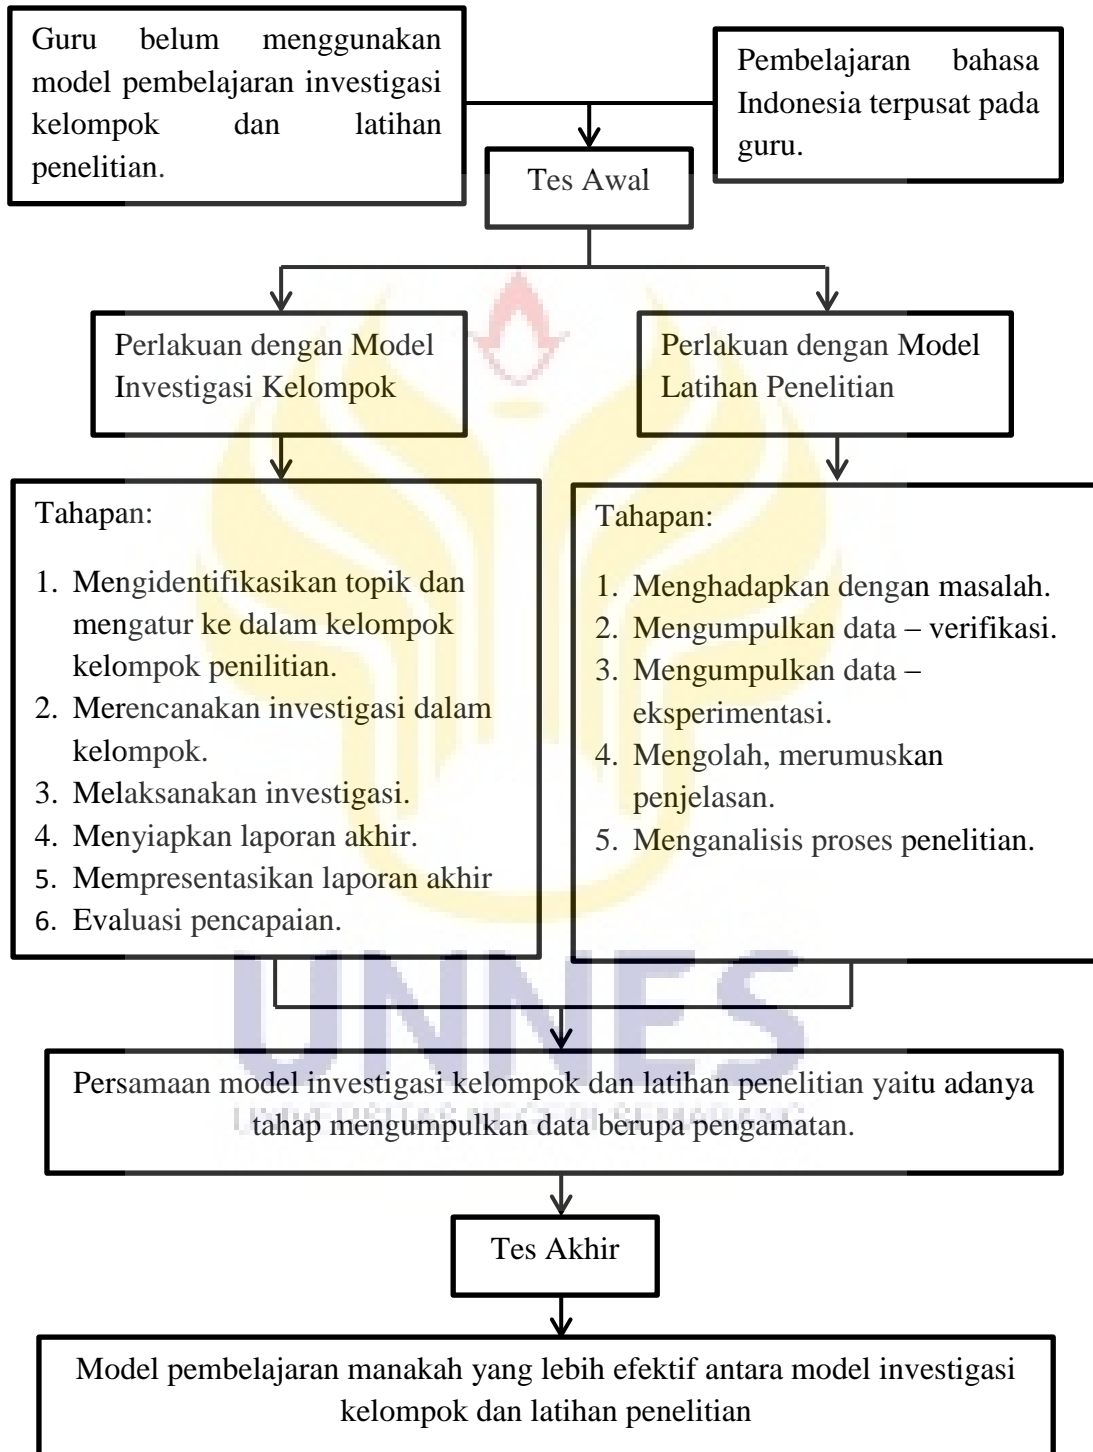 Guru belum menggunakan
model pembelajaran investigasi
kelompok dan latihan
penelitian.
Pembelajaran bahasa
Indonesia terpusat pada
guru.
Tes Awal
Perlakuan dengan Model
Investigasi Kelompok
Perlakuan dengan Model
Latihan Penelitian
Tahapan:
1. Mengidentifikasikan topik dan
mengatur ke dalam kelompok
kelompok penilitian.
2. Merencanakan investigasi dalam
kelompok.
3. Melaksanakan investigasi.
4. Menyiapkan laporan akhir.
5. Mempresentasikan laporan akhir
6. Evaluasi pencapaian.
Tahapan:
1. Menghadapkan dengan masalah.
2. Mengumpulkan data – verifikasi.
3. Mengumpulkan data –
eksperimentasi.
4. Mengolah, merumuskan
penjelasan.
5. Menganalisis proses penelitian.
UNNES
Persamaan model investigasi kelompok dan latihan penelitian yaitu adanya
tahap mengumpulkan data berupa pengamatan.
UNIVERSITAS NEGERI SEMARANG
Tes Akhir
Model pembelajaran manakah yang lebih efektif antara model investigasi
kelompok dan latihan penelitian